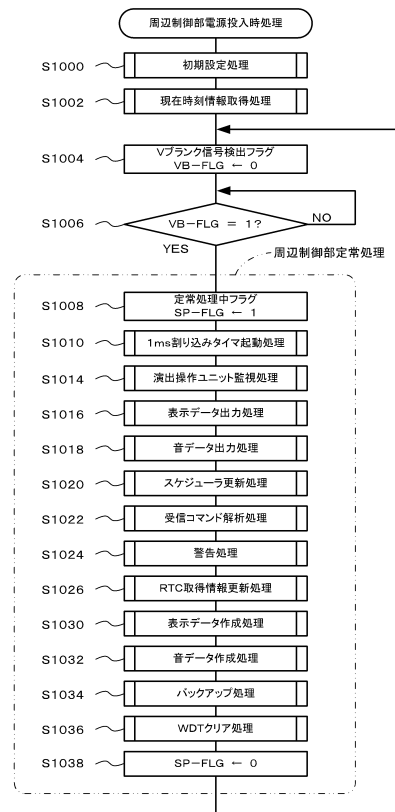 周辺制御部電源投入時処理
S1000
初期設定処理
S1002
現在時刻情報取得処理
S1004
Vブランク信号検出フラグ
VB-FLG ← 0
S1006
VB-FLG = 1?
NO
YES
周辺制御部定常処理
S1008
定常処理中フラグ
SP-FLG ← 1
S1010
1ms割り込みタイマ起動処理
S1014
演出操作ユニット監視処理
S1016
表示データ出力処理
S1018
音データ出力処理
S1020
スケジューラ更新処理
S1022
受信コマンド解析処理
S1024
警告処理
S1026
RTC取得情報更新処理
S1030
表示データ作成処理
S1032
音データ作成処理
S1034
バックアップ処理
S1036
WDTクリア処理
S1038
SP-FLG ← 0